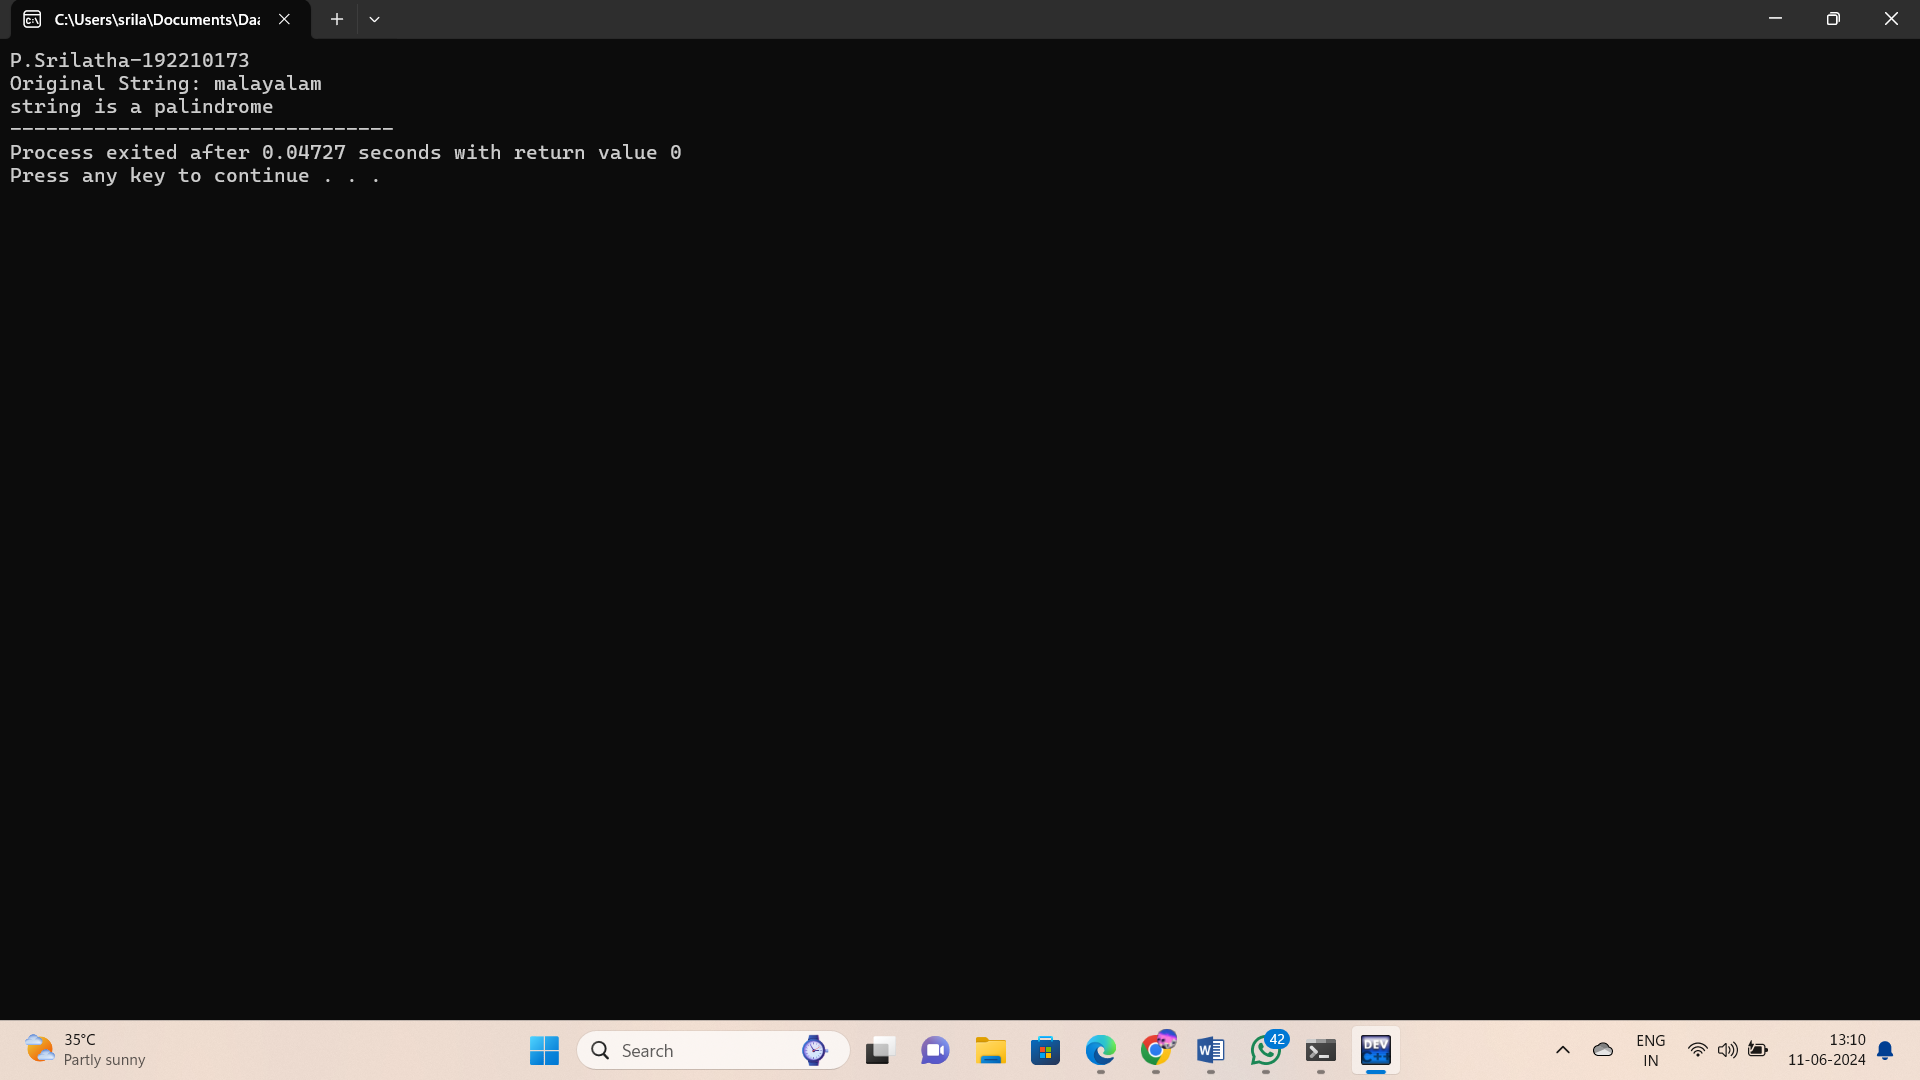 C:\Users\srila\Documents\Daa
P.Srilatha-192210173
Original String: malayalam
string is a palindrome
--------------------------------
Process exited after 0.04727 seconds with return value 0
Press any key to continue . . .
35°C
Partly sunny
Search
W
42
DEV
C++
ENG
IN
13:10
11-06-2024